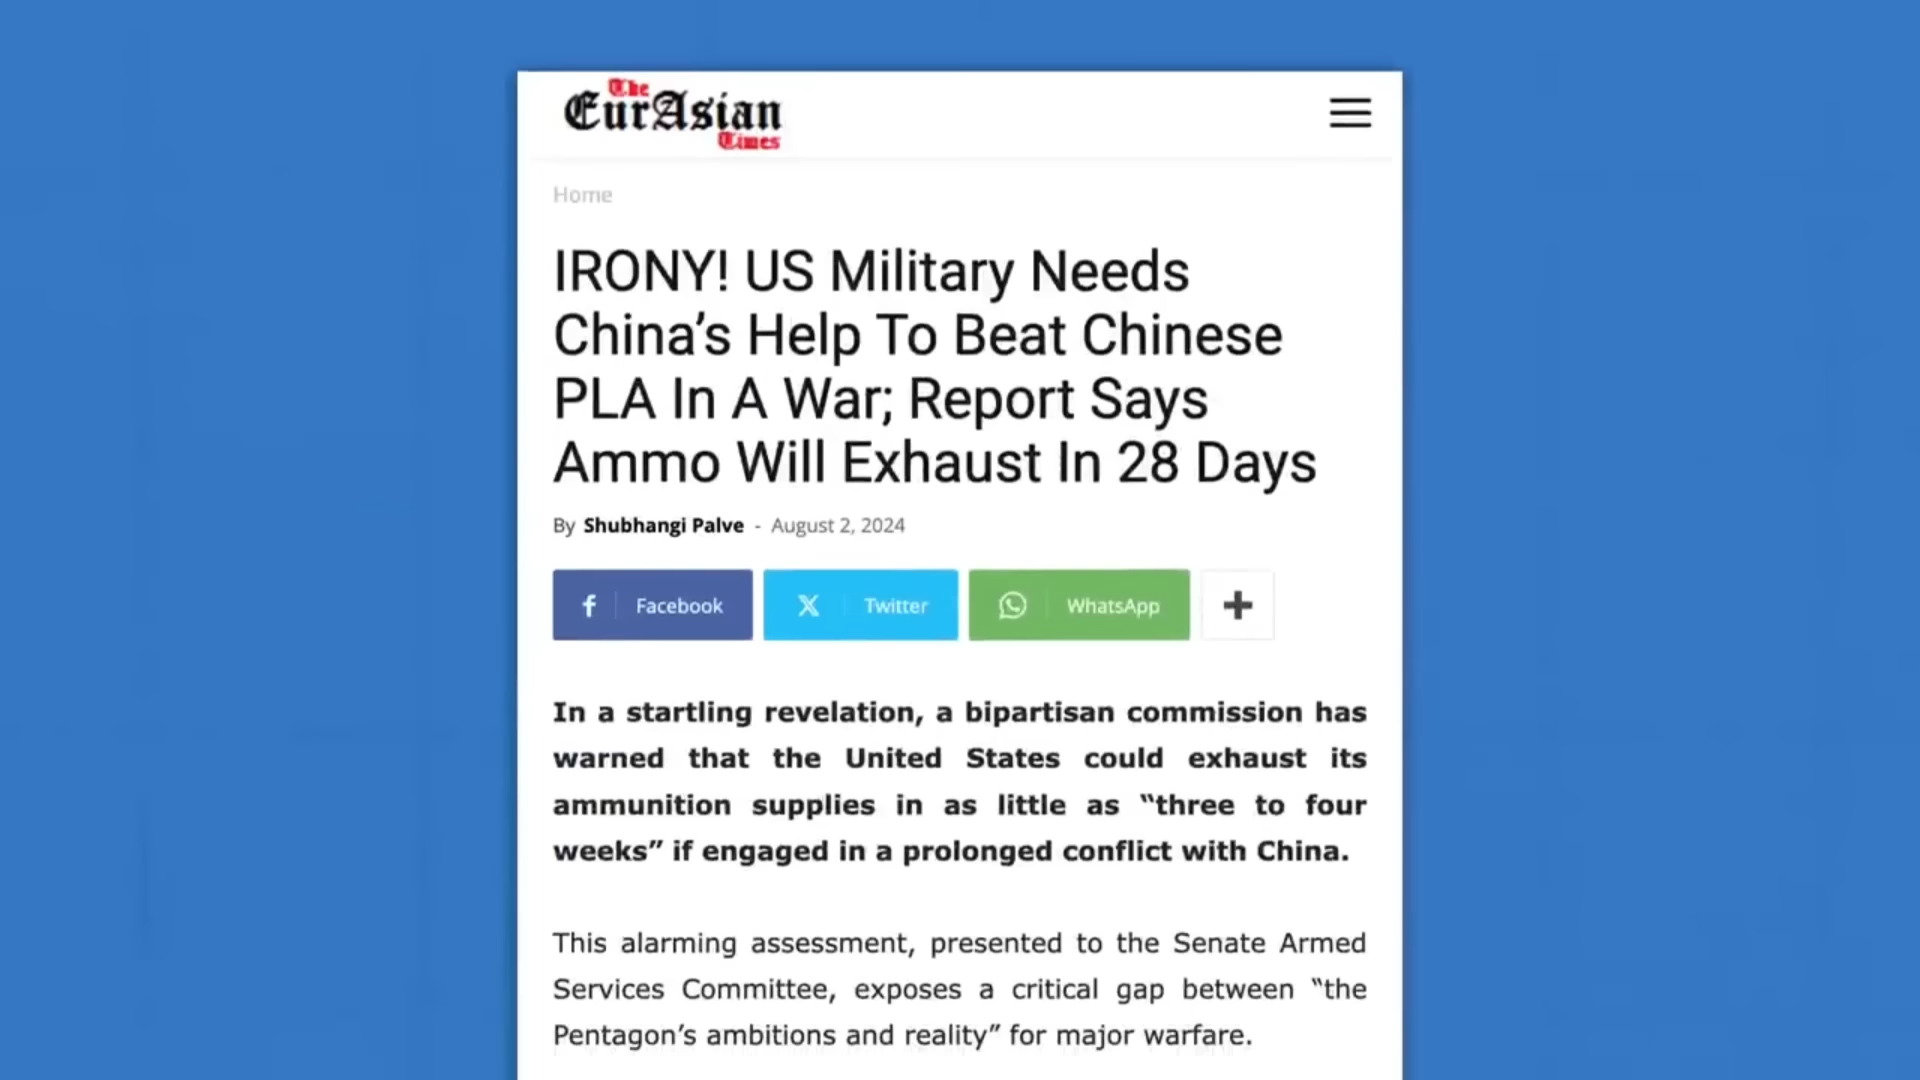 The
EurAsian
Times
Home
IRONY! US Military Needs
China’s Help To Beat Chinese
PLA In A War; Report Says
Ammo Will Exhaust In 28 Days
By Shubhangi Palve - August 2, 2024
Facebook
Twitter
WhatsApp
In a startling revelation, a bipartisan commission has
warned that the United States could exhaust its
ammunition supplies in as little as “three to four
weeks” if engaged in a prolonged conflict with China.
This alarming assessment, presented to the Senate Armed
Services Committee, exposes a critical gap between “the
Pentagon’s ambitions and reality” for major warfare.